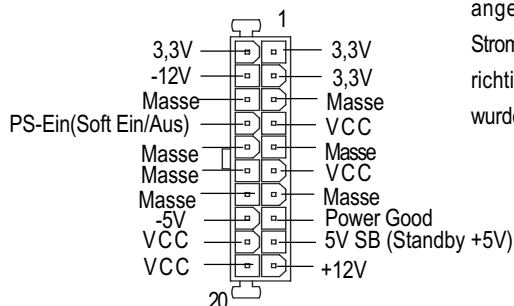 1
3,3V 3,3V
-12V 3,3V
Masse Masse
PS-Ein(Soft Ein/Aus) VCC
Masse Masse
Masse VCC
Masse Masse
-5V Power Good
VCC 5V SB (Standby +5V)
VCC +12V
20
ange
Strom
richti
wurde